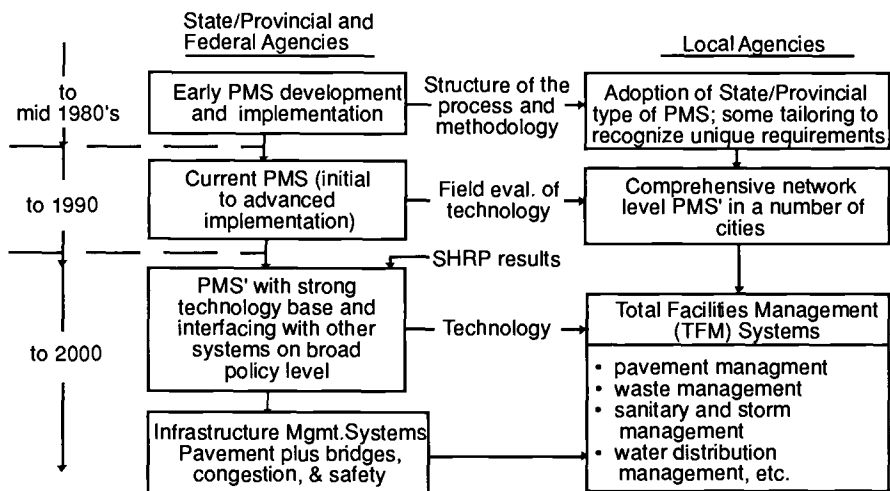 State/Provincial and
Federal Agencies
Local Agencies
to
mid 1980's
Early PMS development
and implementation
Structure of the
process and
methodology
Adoption of State/Provincial
type of PMS; some tailoring to
recognize unique requirements
to 1990
Current PMS (initial
to advanced
implementation)
Field eval. of
technology
Comprehensive network
level PMS' in a number of
cities
SHRP results
to 2000
PMS' with strong
technology base and
interfacing with other
systems on broad
policy level
Technology
Total Facilities Management
(TFM) Systems
• pavement managment
• waste management
• sanitary and storm
management
• water distribution
management, etc.
Infrastructure Mgmt.Systems
Pavement plus bridges,
congestion, & safety